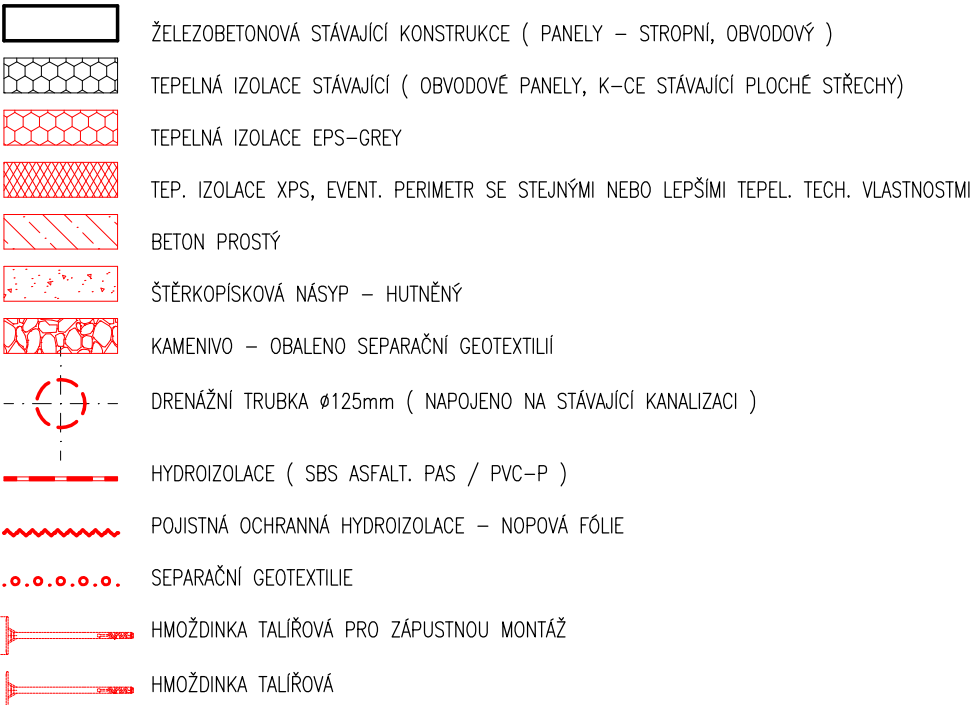 ŽELEZOBETONOVÁ STÁVAJÍCÍ KONSTRUKCE ( PANELY – STROPNÍ, OBVODOVÝ )
TEPELNÁ IZOLACE STÁVAJÍCÍ ( OBVODOVÉ PANELY, K–CE STÁVAJÍCÍ PLOCHÉ STŘECHY)
TEPELNÁ IZOLACE EPS–GREY
TEP. IZOLACE XPS, EVENT. PERIMETR SE STEJNÝMI NEBO LEPŠÍMI TEPEL. TECH. VLASTNOSTMI
BETON PROSTÝ
ŠTĚRKOPÍSKOVÁ NÁSYP – HUTNĚNÝ
KAMENIVO – OBALENO SEPARAČNÍ GEOTEXTILIÍ
DRENÁŽNÍ TRUBKA ø125mm ( NAPOJENO NA STÁVAJÍCÍ KANALIZACI )
HYDROIZOLACE ( SBS ASFALT. PAS / PVC–P )
POJISTNÁ OCHRANNÁ HYDROIZOLACE – NOPOVÁ FÓLIE
SEPARAČNÍ GEOTEXTILIE
HMOŽDINKA TALÍŘOVÁ PRO ZÁPUSTNOU MONTÁŽ
HMOŽDINKA TALÍŘOVÁ